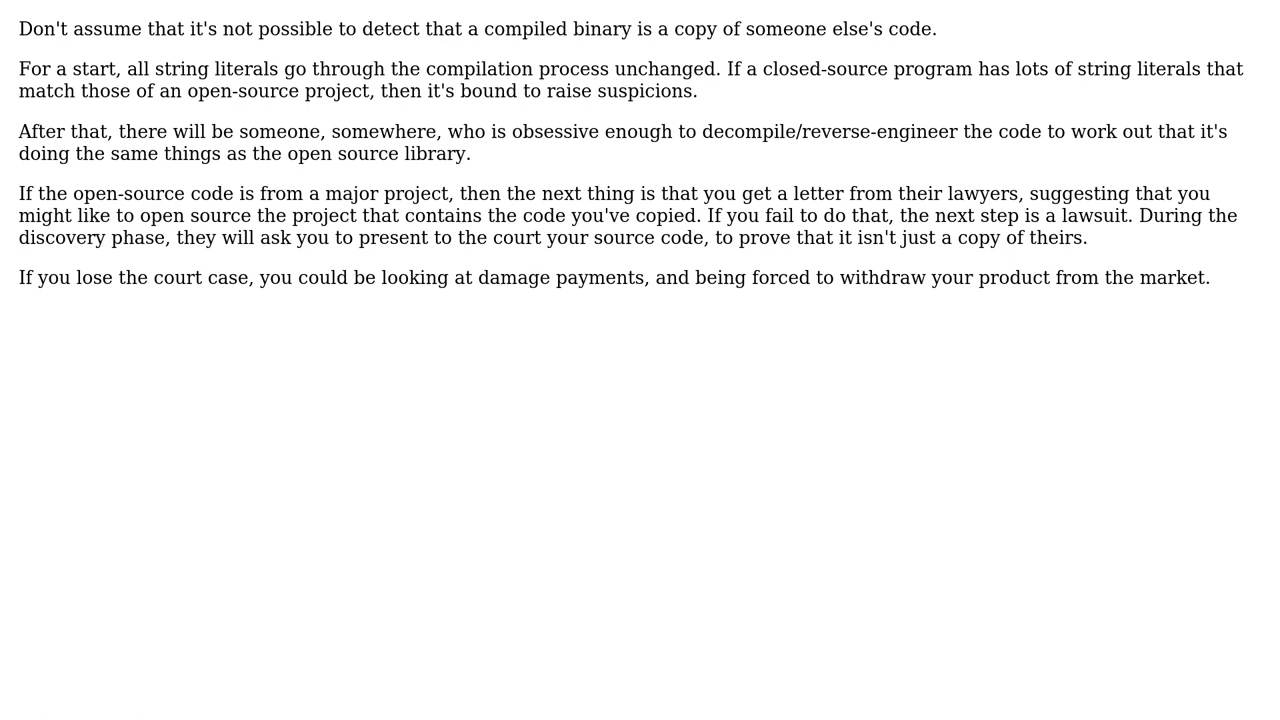 Don't assume that it's not possible to detect that a compiled binary is a copy of someone else's code.
For a start, all string literals go through the compilation process unchanged. If a closed-source program has lots of string literals that
match those of an open-source project, then it's bound to raise suspicions.
After that, there will be someone, somewhere, who is obsessive enough to decompile/reverse-engineer the code to work out that it's
doing the same things as the open source library.
If the open-source code is from a major project, then the next thing is that you get a letter from their lawyers, suggesting that you
might like to open source the project that contains the code you've copied. If you fail to do that, the next step is a lawsuit. During the
discovery phase, they will ask you to present to the court your source code, to prove that it isn't just a copy of theirs.
If you lose the court case, you could be looking at damage payments, and being forced to withdraw your product from the market.